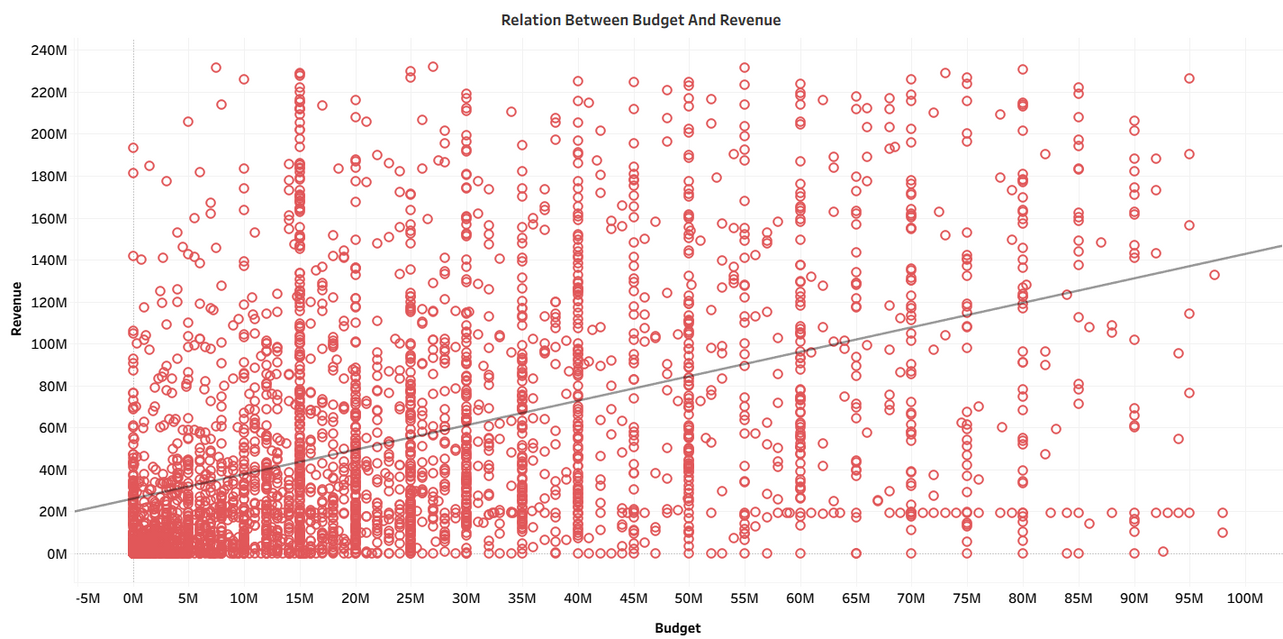 Relation Between Budget And Revenue
240M
220M
200M
180M
160M
140M
120M
100M
80M
60M
40M
20M
0M
Revenue
-5M 0M 5M 10M 15M 20M 25M 30M 35M 40M 45M 50M 55M 60M 65M 70M 75M 80M 85M 90M 95M 100M
Budget